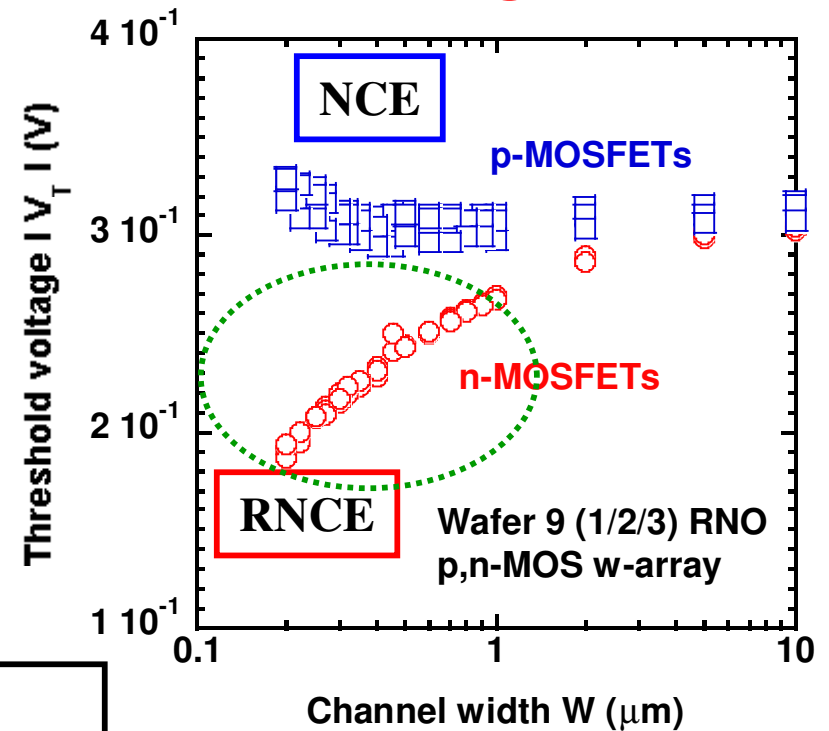 4 10-1
NCE
p-MOSFETs
3 10-1
n-MOSFETs
2 10-1
RNCE
Wafer 9 (1/2/3) RNO
p,n-MOS w-array
1 10-1
0.1
1
10
Channel width W (μm)
Threshold voltage I V_T I (V)